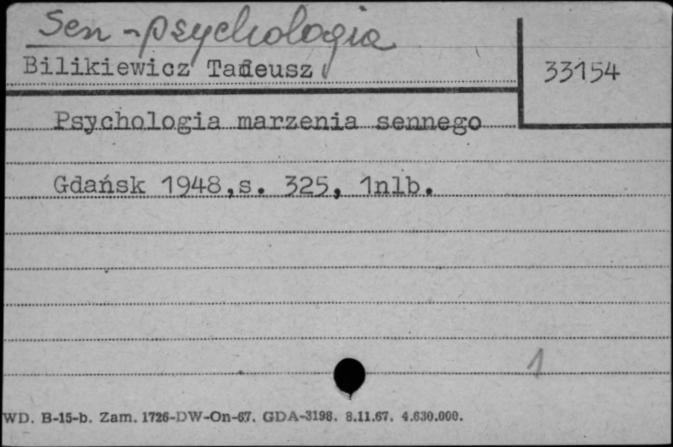 Sen - psychologia
Bilikiewicz Tadeusz
33154
Psychologia marzenia sennego
Gdańsk 1948,s. 325, 1nlb.
1
WD. B-15-b. Zam. 1726-DW-On-67. GDA-3198. 8.11.67. 4.630.000.